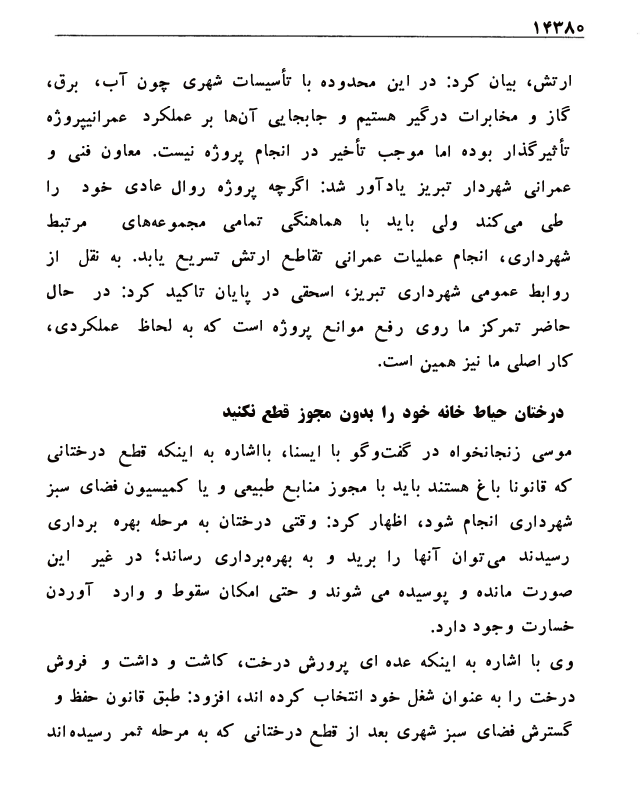 ۱۴۳۸۰
ارتش، بیان کرد: در این محدوده با تأسیسات شهری چون آب، برق،
گاز و مخابرات درگیر هستیم و جابجایی آن‌ها بر عملکرد عمرانیپروژه
تأثیرگذار بوده اما موجب تأخیر در انجام پروژه نیست. معاون فنی و
عمرانی شهردار تبریز یادآور شد: اگرچه پروژه روال عادی خود را
طی می‌کند ولی باید با هماهنگی تمامی مجموعه‌های مرتبط
شهرداری، انجام عملیات عمرانی تقاطع ارتش تسریع یابد. به نقل از
روابط عمومی شهرداری تبریز، اسحقی در پایان تاکید کرد: در حال
حاضر تمرکز ما روی رفع موانع پروژه است که به لحاظ عملکردی،
کار اصلی ما نیز همین است.
درختان حیاط خانه خود را بدون مجوز قطع نکنید
موسی زنجانخواه در گفت‌وگو با ایسنا، بااشاره به اینکه قطع درختانی
که قانونا باغ هستند باید با مجوز منابع طبیعی و یا کمیسیون فضای سبز
شهرداری انجام شود، اظهار کرد: وقتی درختان به مرحله بهره برداری
رسیدند می‌توان آنها را برید و به بهره‌برداری رساند؛ در غیر این
صورت مانده و پوسیده می شوند و حتی امکان سقوط و وارد آوردن
خسارت وجود دارد.
وی با اشاره به اینکه عده ای پرورش درخت، کاشت و داشت و فروش
درخت را به عنوان شغل خود انتخاب کرده اند، افزود: طبق قانون حفظ و
گسترش فضای سبز شهری بعد از قطع درختانی که به مرحله ثمر رسیده‌اند